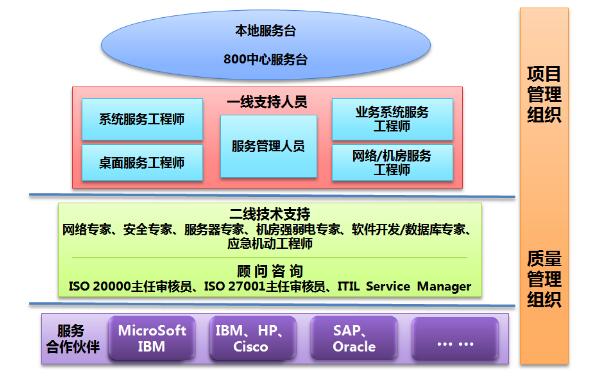 本地服务台
800中心服务台
一线支持人员
系统服务工程师
桌面服务工程师
服务管理人员
业务系统服务
工程师
网络/机房服务
工程师
二线技术支持
网络专家、安全专家、服务器专家、机房强弱电专家、软件开发/数据库专家、
应急机动工程师
顾 问 咨 询
ISO 20000主任审核员、ISO 27001主任审核员、ITIL Service Manager
服务
合作伙伴
MicroSoft
IBM
IBM、HP、
Cisco
SAP、
Oracle
... ...
项目
管理
组织
质量
管理
组织